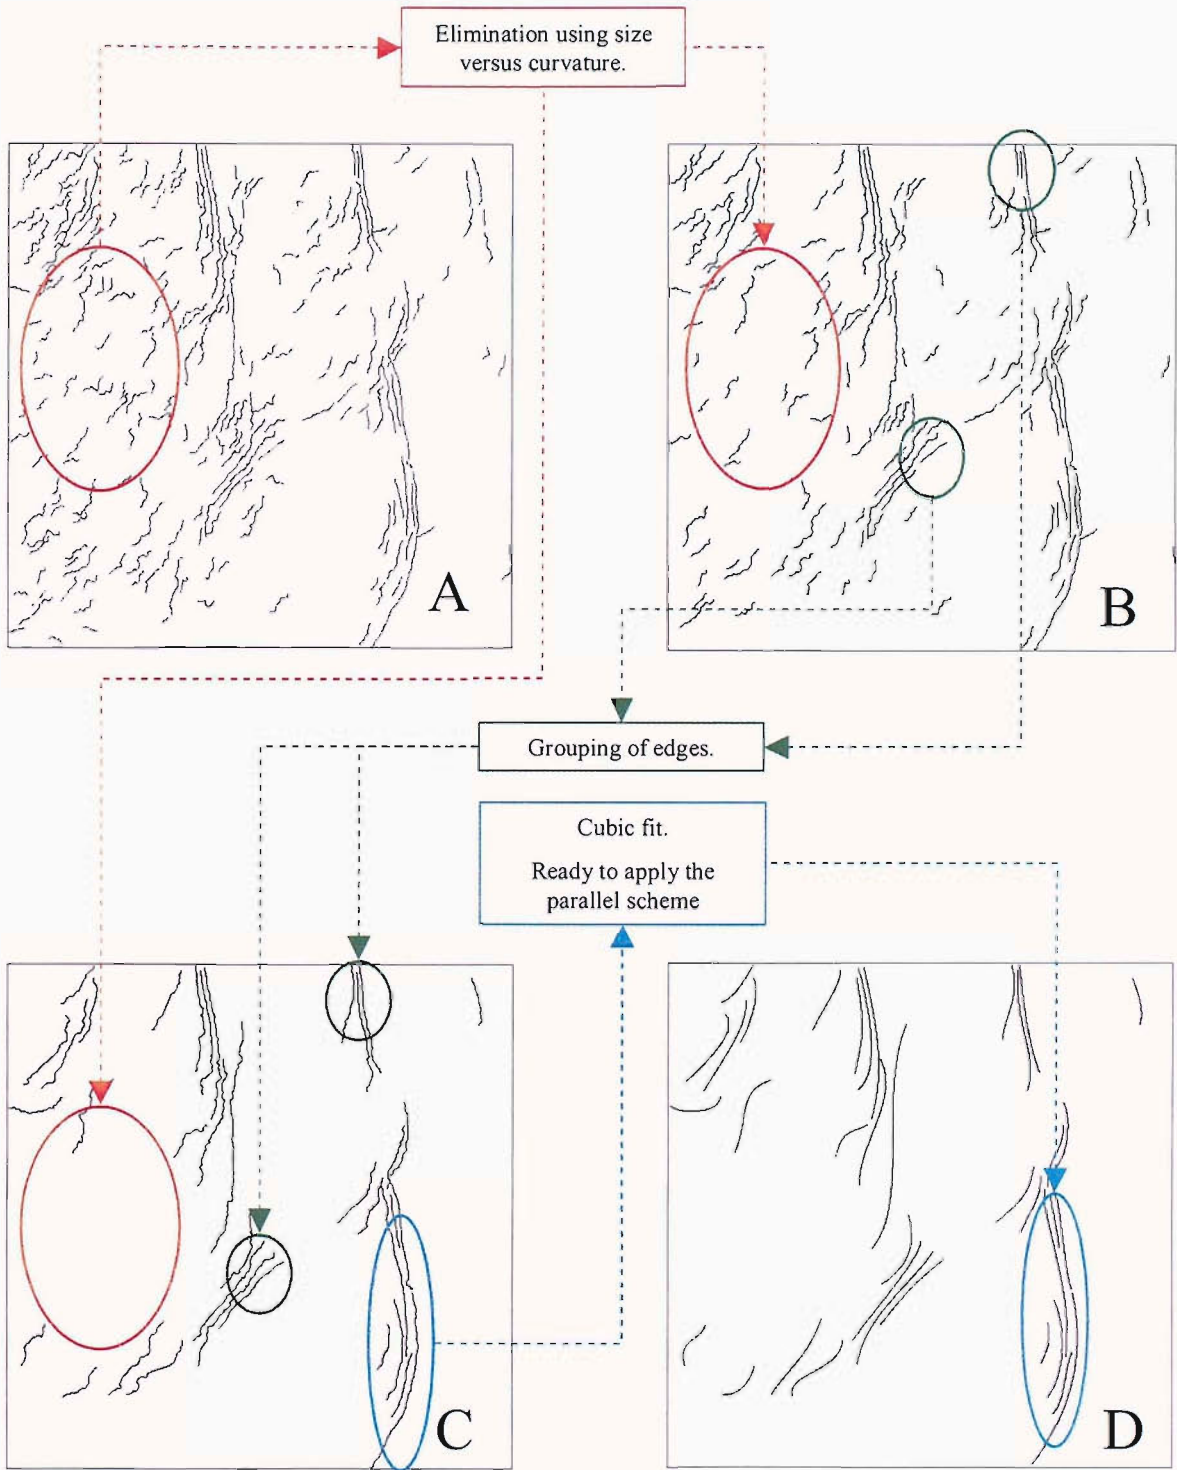 Elimination using size
versus curvature.
A
B
Grouping of edges.
Cubic fit.
Ready to apply the
parallel scheme
C
D